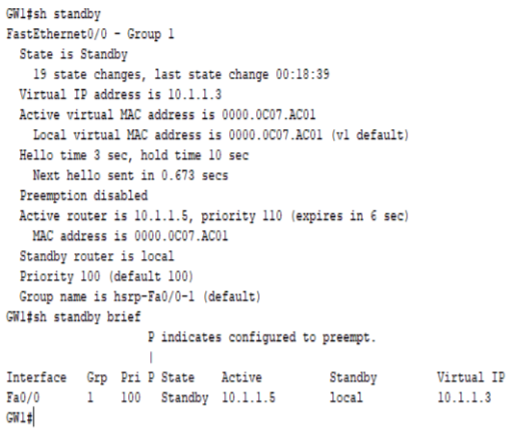 GW1#sh standby
FastEthernet0/0 - Group 1
  State is Standby
    19 state changes, last state change 00:18:39
  Virtual IP address is 10.1.1.3
  Active virtual MAC address is 0000.0C07.AC01
    Local virtual MAC address is 0000.0C07.AC01 (v1 default)
  Hello time 3 sec, hold time 10 sec
    Next hello sent in 0.673 secs
  Preemption disabled
  Active router is 10.1.1.5, priority 110 (expires in 6 sec)
    MAC address is 0000.0C07.AC01
  Standby router is local
  Priority 100 (default 100)
  Group name is hsrp-Fa0/0-1 (default)
GW1#sh standby brief
                     P indicates configured to preempt.
                     |
Interface   Grp  Pri P State   Active          Standby         Virtual IP
Fa0/0       1    100   Standby 10.1.1.5        local           10.1.1.3
GW1#